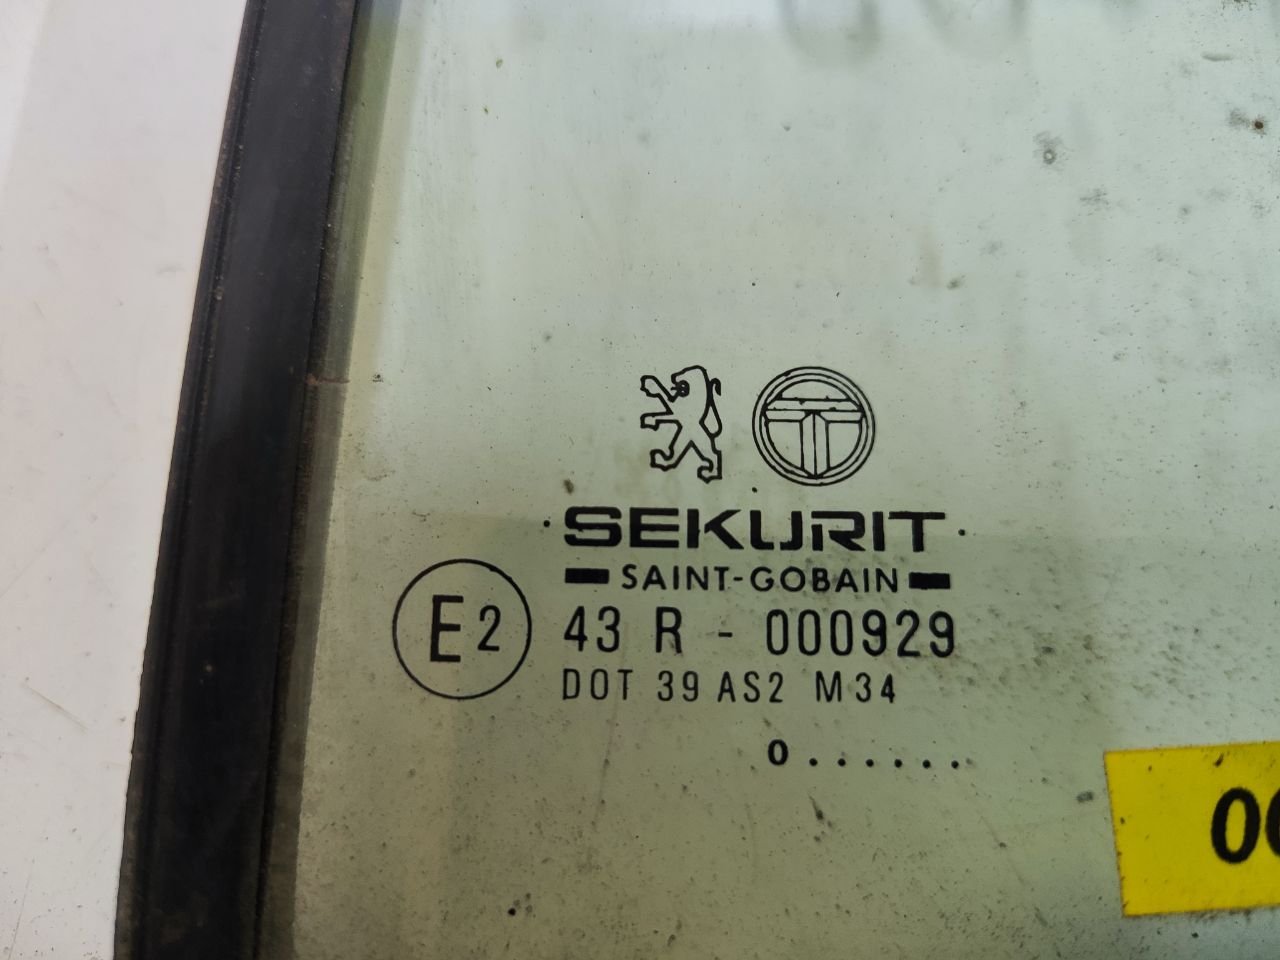 SEKURIT
SAINT-GOBAIN
E2
43 R - 000929
DOT 39 AS2 M34
0 . . . . . .